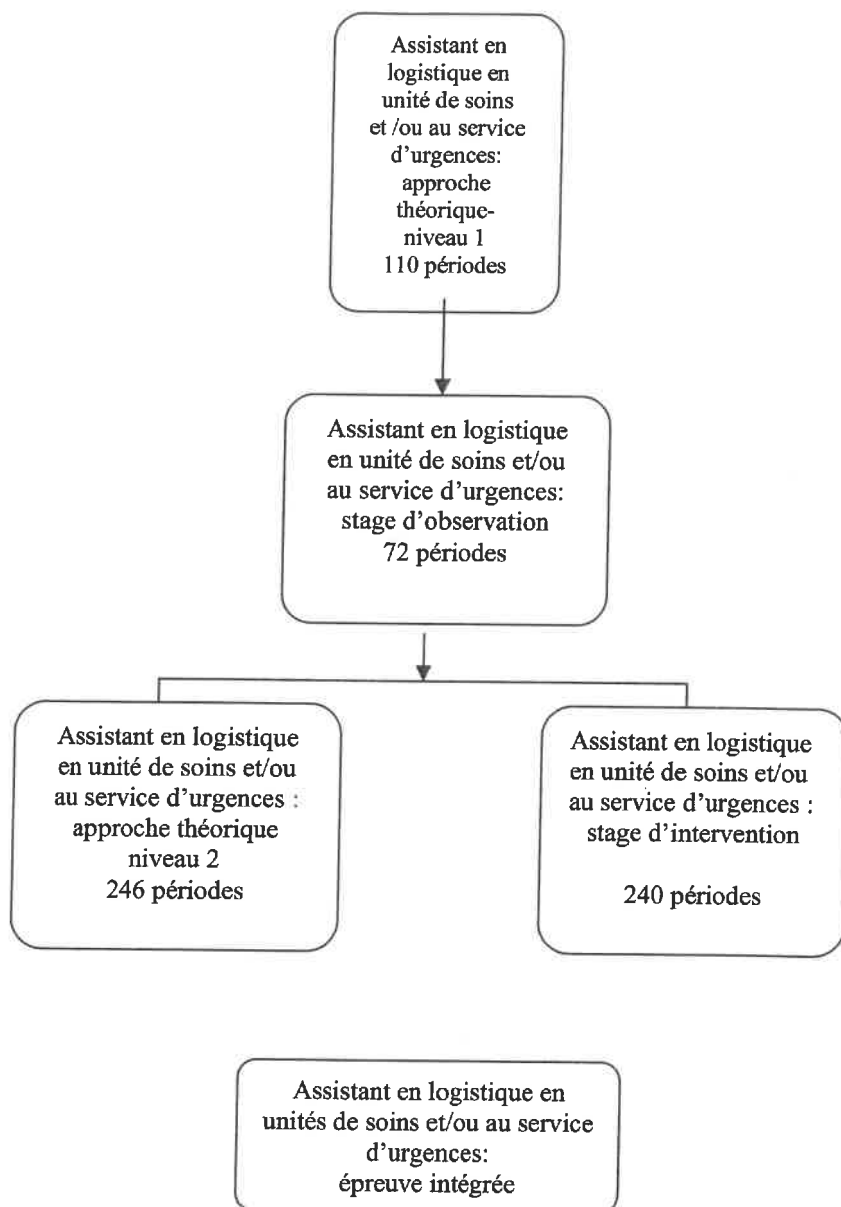 Assistant en
logistique en
unité de soins
et /ou au service
d'urgences:
approche
théorique-
niveau 1
110 périodes
Assistant en logistique
en unité de soins et/ou
au service d'urgences:
stage d'observation
72 périodes
Assistant en logistique
en unité de soins et/ou
au service d'urgences :
approche théorique
niveau 2
246 périodes
Assistant en logistique
en unité de soins et/ou
au service d'urgences :
stage d'intervention
240 périodes
Assistant en logistique en
unités de soins et/ou au service
d'urgences:
épreuve intégrée